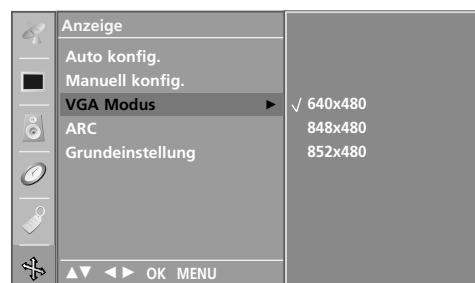 Anzeige
Auto konfig.
Manuell konfig.
VGA Modus ► √ 640x480
ARC 848x480
Grundeinstellung 852x480
▲▼ ◄ ► OK MENU